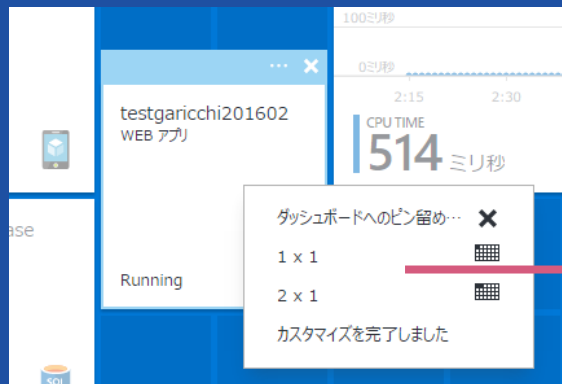 100ミリ秒
0ミリ秒
2:15
2:30
testgaricchi201602
WEB アプリ
CPU TIME
514 ミリ秒
ase
Running
ダッシュボードへのピン留め…
1 x 1
2 x 1
カスタマイズを完了しました
SQL